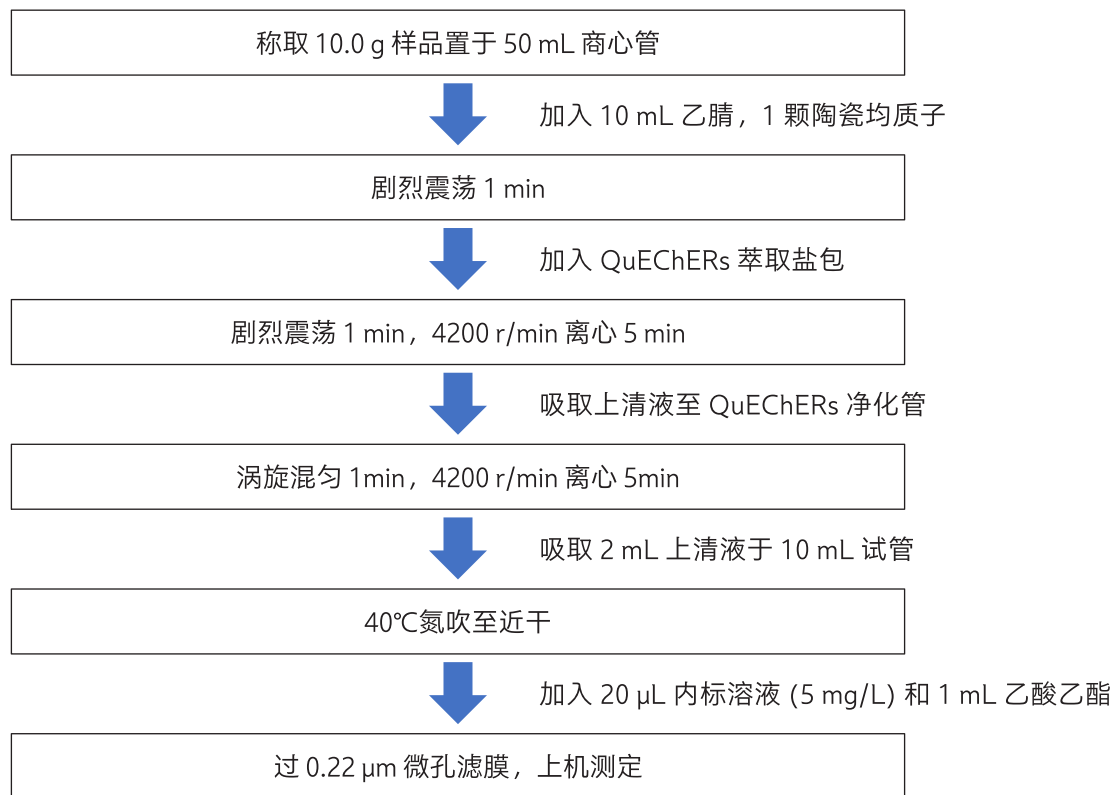 称取 10.0 g 样品置于 50 mL 商心管
加入 10 mL 乙腈，1 颗陶瓷均质子
剧烈震荡 1 min
加入 QuEChERs 萃取盐包
剧烈震荡 1 min，4200 r/min 离心 5 min
吸取上清液至 QuEChERs 净化管
涡旋混匀 1min，4200 r/min 离心 5min
吸取 2 mL 上清液于 10 mL 试管
40℃氮吹至近干
加入 20 μL 内标溶液 (5 mg/L) 和 1 mL 乙酸乙酯
过 0.22 μm 微孔滤膜，上机测定